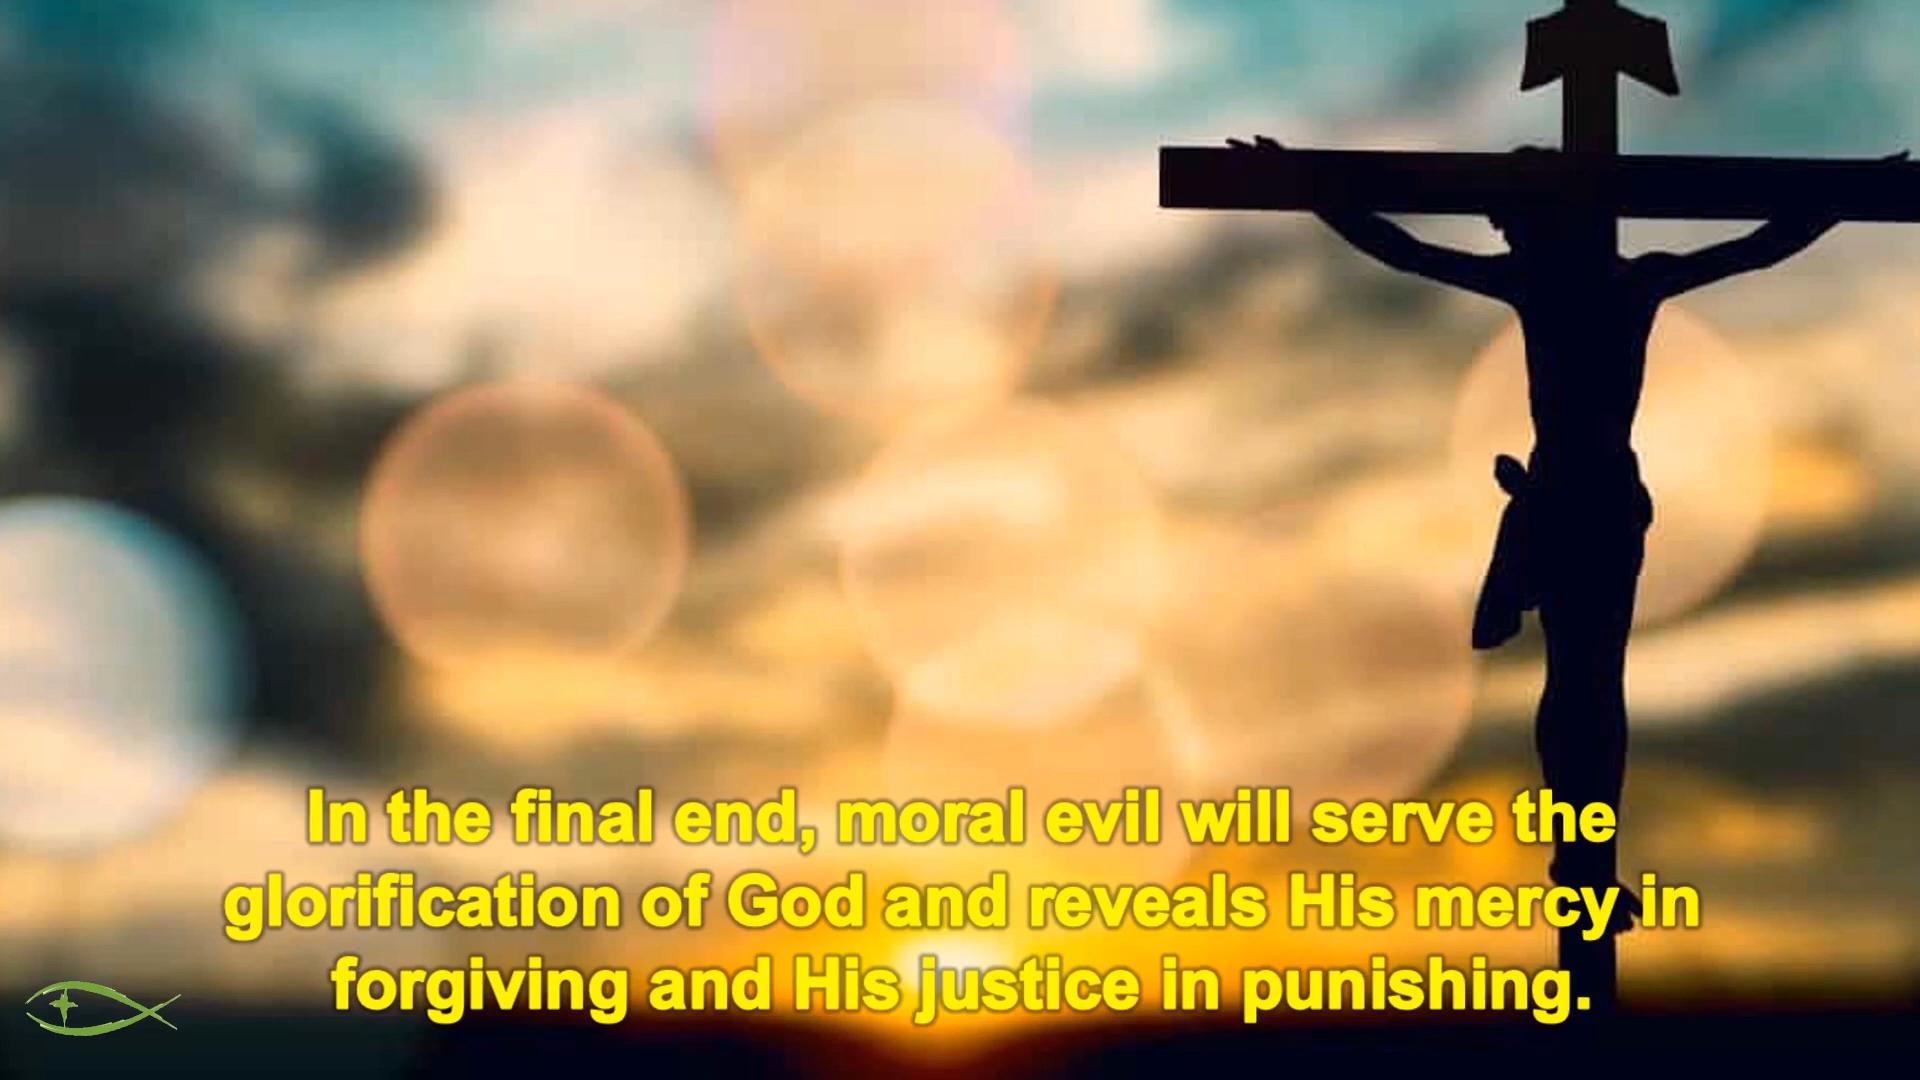 In the final end, moral evil will serve the
glorification of God and reveals His mercy in
forgiving and His justice in punishing.